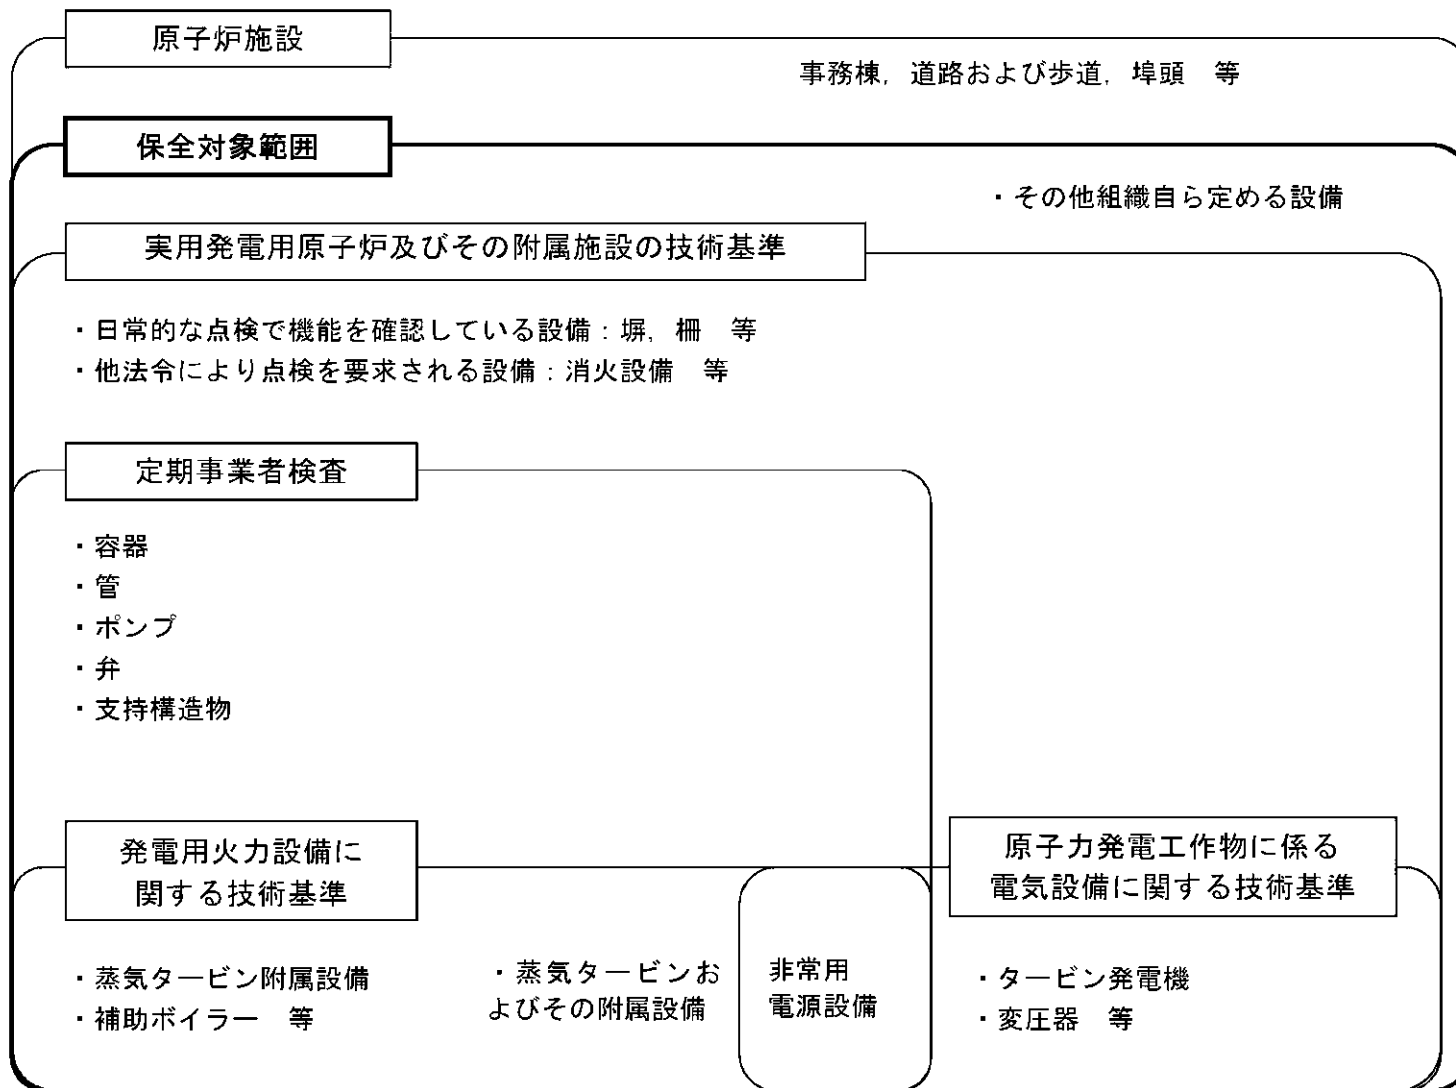 原子炉施設
事務棟，道路および歩道，埠頭　等
保全対象範囲
・その他組織自ら定める設備
実用発電用原子炉及びその附属施設の技術基準
・日常的な点検で機能を確認している設備：塀，柵　等
・他法令により点検を要求される設備：消火設備　等
定期事業者検査
・容器
・管
・ポンプ
・弁
・支持構造物
発電用火力設備に
関する技術基準
原子力発電工作物に係る
電気設備に関する技術基準
・蒸気タービン附属設備
・補助ボイラー　等
・蒸気タービンお
よびその附属設備
非常用
電源設備
・タービン発電機
・変圧器　等